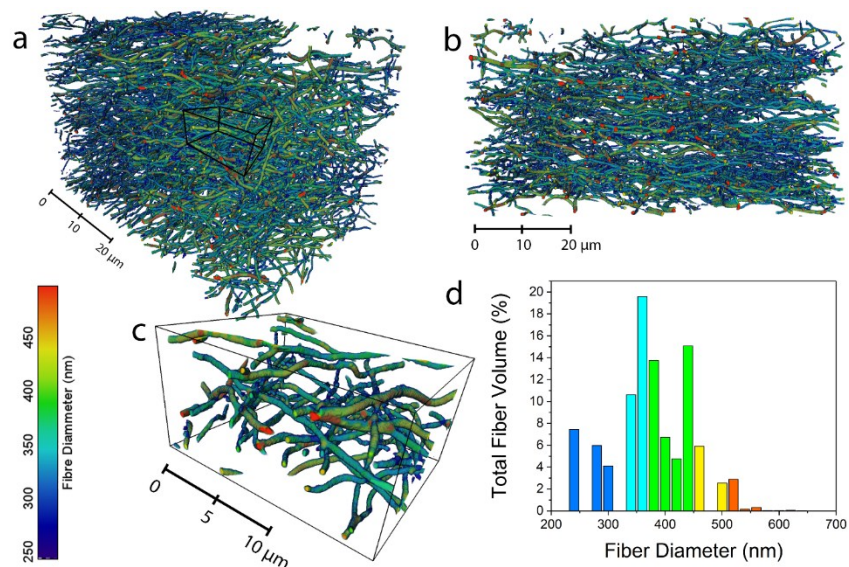 a
0
10
20 µm
b
0 10 20 µm
Fibre Diammeter (nm)
450
400
350
300
250
c
0
5
10 µm
d
Total Fiber Volume (%)
20
18
16
14
12
10
8
6
4
2
0
200 300 400 500 600 700
Fiber Diameter (nm)